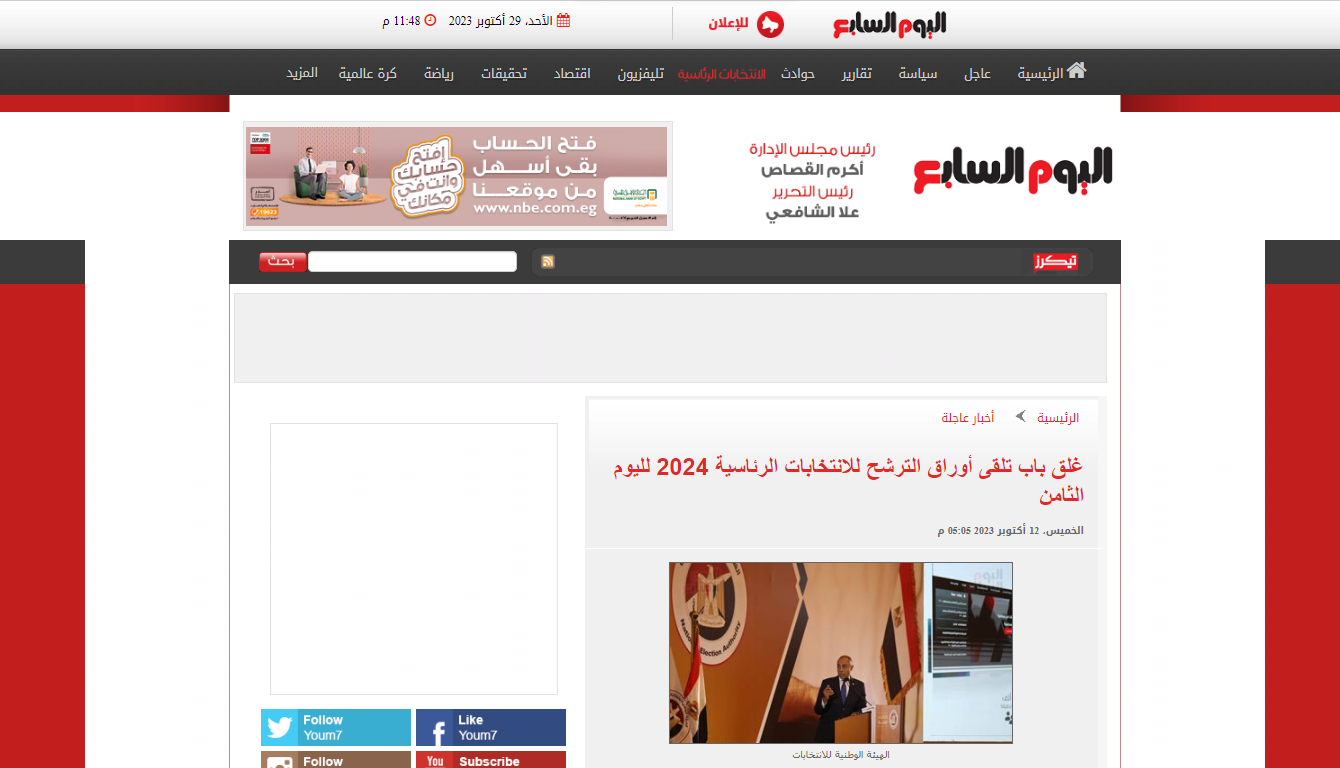 اليوم السابع
للإعلان
الأحد، 29 أكتوبر 2023
11:48 م
الرئيسية
عاجل
سياسة
تقارير
حوادث
الانتخابات الرئاسية
تليفزيون
اقتصاد
تحقيقات
رياضة
كرة عالمية
المزيد
اليوم السابع
رئيس مجلس الإدارة
أكرم القصاص
رئيس التحرير
علا الشافعي
فتح الحساب
بقى أسهل
من موقعنا
www.nbe.com.eg
إفتح
حسابك
وانت في
مكانك
19623
تيكرز
بحث
الرئيسية
أخبار عاجلة
غلق باب تلقى أوراق الترشح للانتخابات الرئاسية 2024 لليوم
الثامن
الخميس، 12 أكتوبر 2023 05:05 م
Election Authority
الهيئة الوطنية للانتخابات
Follow
Youm7
Like
Youm7
Follow
You
Subscribe